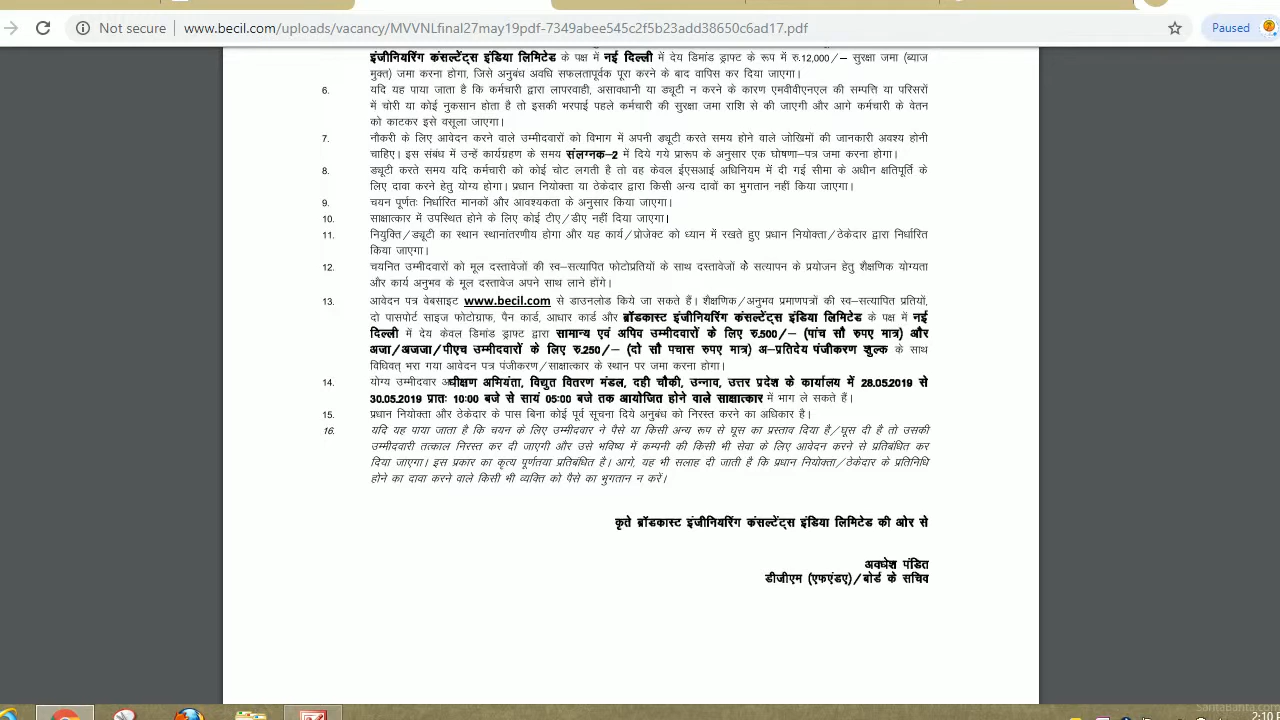 Not secure | www.becil.com/uploads/vacancy/MVVNLfinal27may19pdf-7349abee545c2f5b23add38650c6ad17.pdf Paused
इंजीनियरिंग कंसल्टेंट्स इंडिया लिमिटेड के पक्ष में नई दिल्ली में देय डिमांड ड्राफ्ट के रूप में रु.12,000/– सुरक्षा जमा (ब्याज
मुक्त) जमा करना होगा, जिसे अनुबंध अवधि सफलतापूर्वक पूरा करने के बाद वापिस कर दिया जाएगा।
6. यदि यह पाया जाता है कि कर्मचारी द्वारा लापरवाही, असावधानी या ड्यूटी न करने के कारण एमवीवीएनएल की सम्पत्ति या परिसरों
में चोरी या कोई नुकसान होता है तो इसकी भरपाई पहले कर्मचारी की सुरक्षा जमा राशि से की जाएगी और आगे कर्मचारी के वेतन
को काटकर इसे वसूला जाएगा।
7. नौकरी के लिए आवेदन करने वाले उम्मीदवारों को विभाग में अपनी ड्यूटी करते समय होने वाले जोखिमों की जानकारी अवश्य होनी
चाहिए। इस संबंध में उन्हें कार्यग्रहण के समय संलग्नक–2 में दिये गये प्रारूप के अनुसार एक घोषणा–पत्र जमा करना होगा।
8. ड्यूटी करते समय यदि कर्मचारी को कोई चोट लगती है तो वह केवल ईएसआई अधिनियम में दी गई सीमा के अधीन क्षतिपूर्ति के
लिए दावा करने हेतु योग्य होगा। प्रधान नियोक्ता या ठेकेदार द्वारा किसी अन्य दावों का भुगतान नहीं किया जाएगा।
9. चयन पूर्णतः निर्धारित मानकों और आवश्यकता के अनुसार किया जाएगा।
10. साक्षात्कार में उपस्थित होने के लिए कोई टीए/डीए नहीं दिया जाएगा।
11. नियुक्ति/ड्यूटी का स्थान स्थानांतरणीय होगा और यह कार्य/प्रोजेक्ट को ध्यान में रखते हुए प्रधान नियोक्ता/ठेकेदार द्वारा निर्धारित
किया जाएगा।
12. चयनित उम्मीदवारों को मूल दस्तावेजों की स्व–सत्यापित फोटोप्रतियों के साथ दस्तावेजों के सत्यापन के प्रयोजन हेतु शैक्षणिक योग्यता
और कार्य अनुभव के मूल दस्तावेज अपने साथ लाने होंगे।
13. आवेदन पत्र वेबसाइट www.becil.com से डाउनलोड किये जा सकते हैं। शैक्षणिक/अनुभव प्रमाणपत्रों की स्व–सत्यापित प्रतियों,
दो पासपोर्ट साइज फोटोग्राफ, पैन कार्ड, आधार कार्ड और ब्रॉडकास्ट इंजीनियरिंग कंसल्टेंट्स इंडिया लिमिटेड के पक्ष में नई
दिल्ली में देय केवल डिमांड ड्राफ्ट द्वारा सामान्य एवं अपिव उम्मीदवारों के लिए रु.500/– (पांच सौ रुपए मात्र) और
अजा/अजजा/पीएच उम्मीदवारों के लिए रु.250/– (दो सौ पचास रुपए मात्र) अ–प्रतिदेय पंजीकरण शुल्क के साथ
विधिवत् भरा गया आवेदन पत्र पंजीकरण/साक्षात्कार के स्थान पर जमा करना होगा।
14. योग्य उम्मीदवार अधीक्षण अभियंता, विद्युत वितरण मंडल, दही चौकी, उन्नाव, उत्तर प्रदेश के कार्यालय में 28.05.2019 से
30.05.2019 प्रातः 10:00 बजे से सायं 05:00 बजे तक आयोजित होने वाले साक्षात्कार में भाग ले सकते हैं।
15. प्रधान नियोक्ता और ठेकेदार के पास बिना कोई पूर्व सूचना दिये अनुबंध को निरस्त करने का अधिकार है।
16. यदि यह पाया जाता है कि चयन के लिए उम्मीदवार ने पैसे या किसी अन्य रूप से घूस का प्रस्ताव दिया है,/घूस दी है तो उसकी
उम्मीदवारी तत्काल निरस्त कर दी जाएगी और उसे भविष्य में कम्पनी की किसी भी सेवा के लिए आवेदन करने से प्रतिबंधित कर
दिया जाएगा। इस प्रकार का कृत्य पूर्णतया प्रतिबंधित है। आगे, यह भी सलाह दी जाती है कि प्रधान नियोक्ता/ठेकेदार के प्रतिनिधि
होने का दावा करने वाले किसी भी व्यक्ति को पैसे का भुगतान न करें।
कृते ब्रॉडकास्ट इंजीनियरिंग कंसल्टेंट्स इंडिया लिमिटेड की ओर से
अवधेश पंडित
डीजीएम (एफएंडए)/बोर्ड के सचिव
SantaBanta.com
2:10